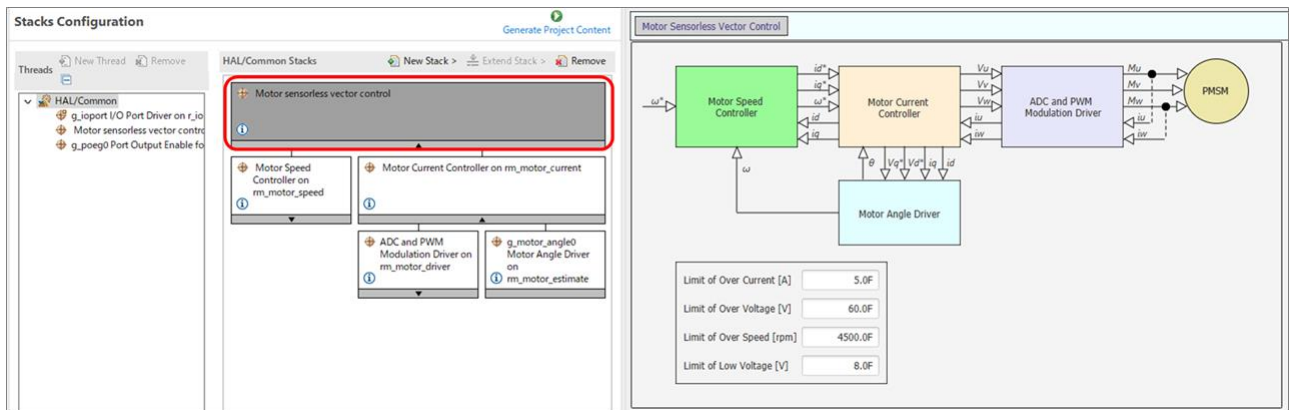 Stacks Configuration
Generate Project Content
Threads
New Thread
Remove
HAL/Common
g_ioport I/O Port Driver on r_io
Motor sensorless vector contro
g_poeg0 Port Output Enable fo
HAL/Common Stacks
New Stack >
Extend Stack >
Remove
Motor sensorless vector control
Motor Speed
Controller on
rm_motor_speed
Motor Current Controller on rm_motor_current
ADC and PWM
Modulation Driver on
rm_motor_driver
g_motor_angle0
Motor Angle Driver
on
rm_motor_estimate
Motor Sensorless Vector Control
ω*
Motor Speed
Controller
id*
iq*
ω*
id
iq
Motor Current
Controller
Vu
Vv
Vw
iu
iw
ADC and PWM
Modulation Driver
Mu
Mv
Mw
iu
iw
PMSM
ω
θ
Vq*
Vd*
iq
id
Motor Angle Driver
Limit of Over Current [A] 5.0F
Limit of Over Voltage [V] 60.0F
Limit of Over Speed [rpm] 4500.0F
Limit of Low Voltage [V] 8.0F